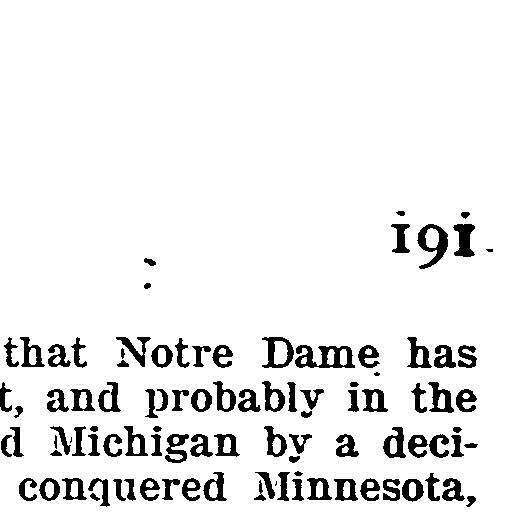 191
that Notre Dame has
t, and probably in the
d Michigan by a deci-
conquered Minnesota,